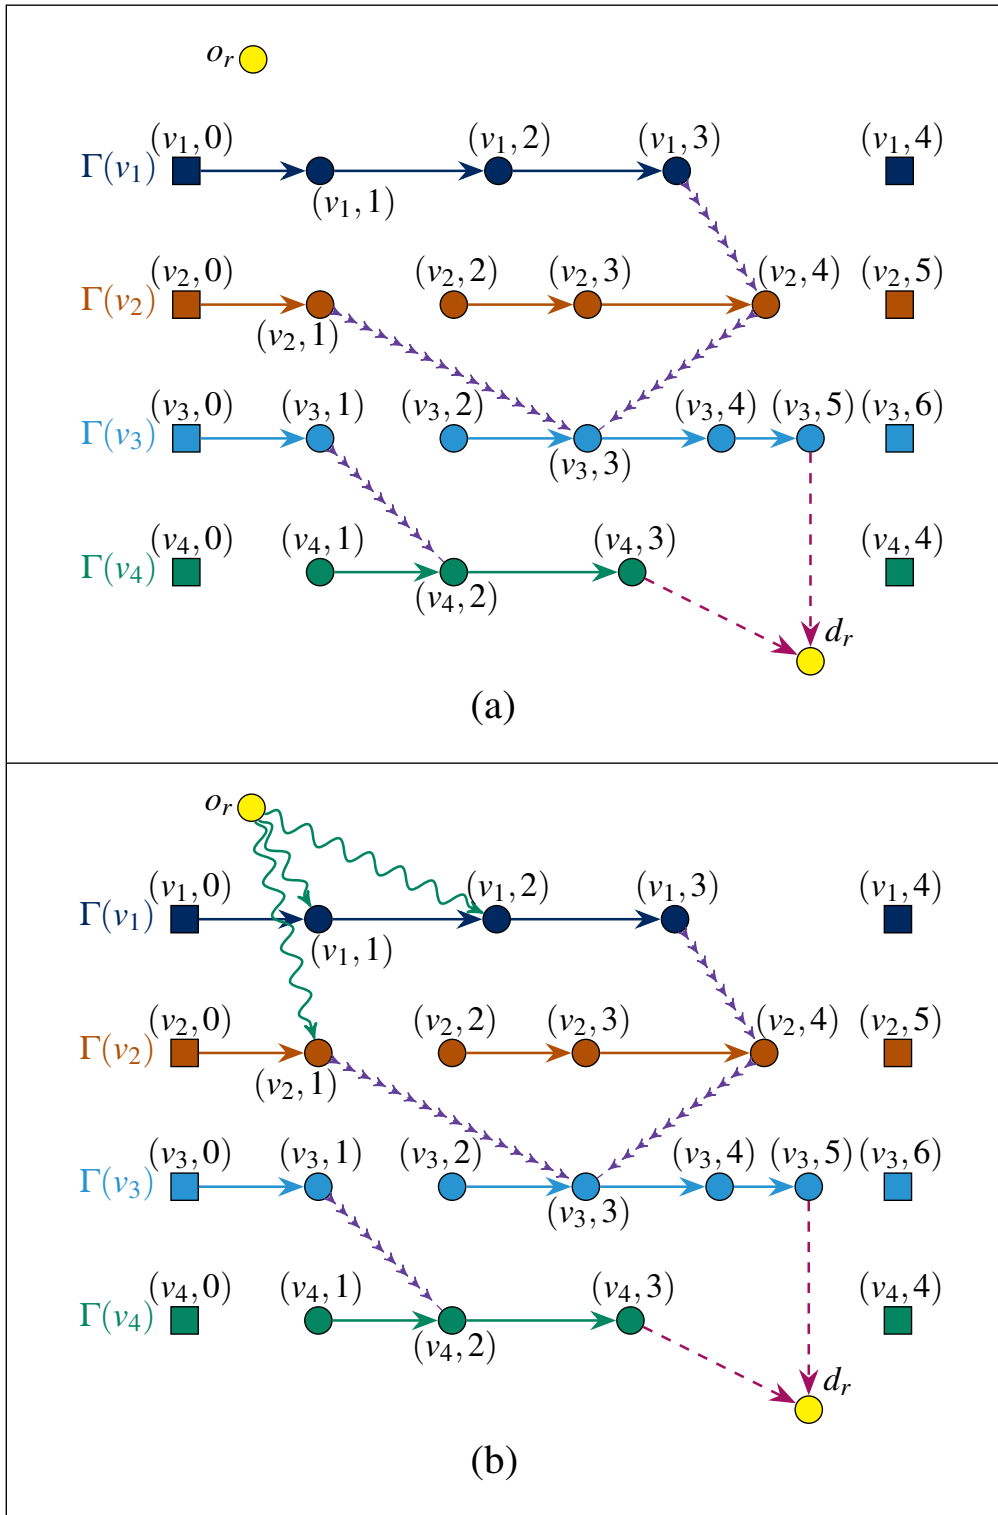 o_r
(v_1, 0) (v_1, 2) (v_1, 3) (v_1, 4)
Γ(v_1)
(v_1, 1)
(v_2, 0) (v_2, 2) (v_2, 3) (v_2, 4) (v_2, 5)
Γ(v_2)
(v_2, 1)
(v_3, 0) (v_3, 1) (v_3, 2) (v_3, 4) (v_3, 5) (v_3, 6)
Γ(v_3)
(v_3, 3)
(v_4, 0) (v_4, 1) (v_4, 3) (v_4, 4)
Γ(v_4)
(v_4, 2)
d_r
(a)
o_r
(v_1, 0) (v_1, 2) (v_1, 3) (v_1, 4)
Γ(v_1)
(v_1, 1)
(v_2, 0) (v_2, 2) (v_2, 3) (v_2, 4) (v_2, 5)
Γ(v_2)
(v_2, 1)
(v_3, 0) (v_3, 1) (v_3, 2) (v_3, 4) (v_3, 5) (v_3, 6)
Γ(v_3)
(v_3, 3)
(v_4, 0) (v_4, 1) (v_4, 3) (v_4, 4)
Γ(v_4)
(v_4, 2)
d_r
(b)